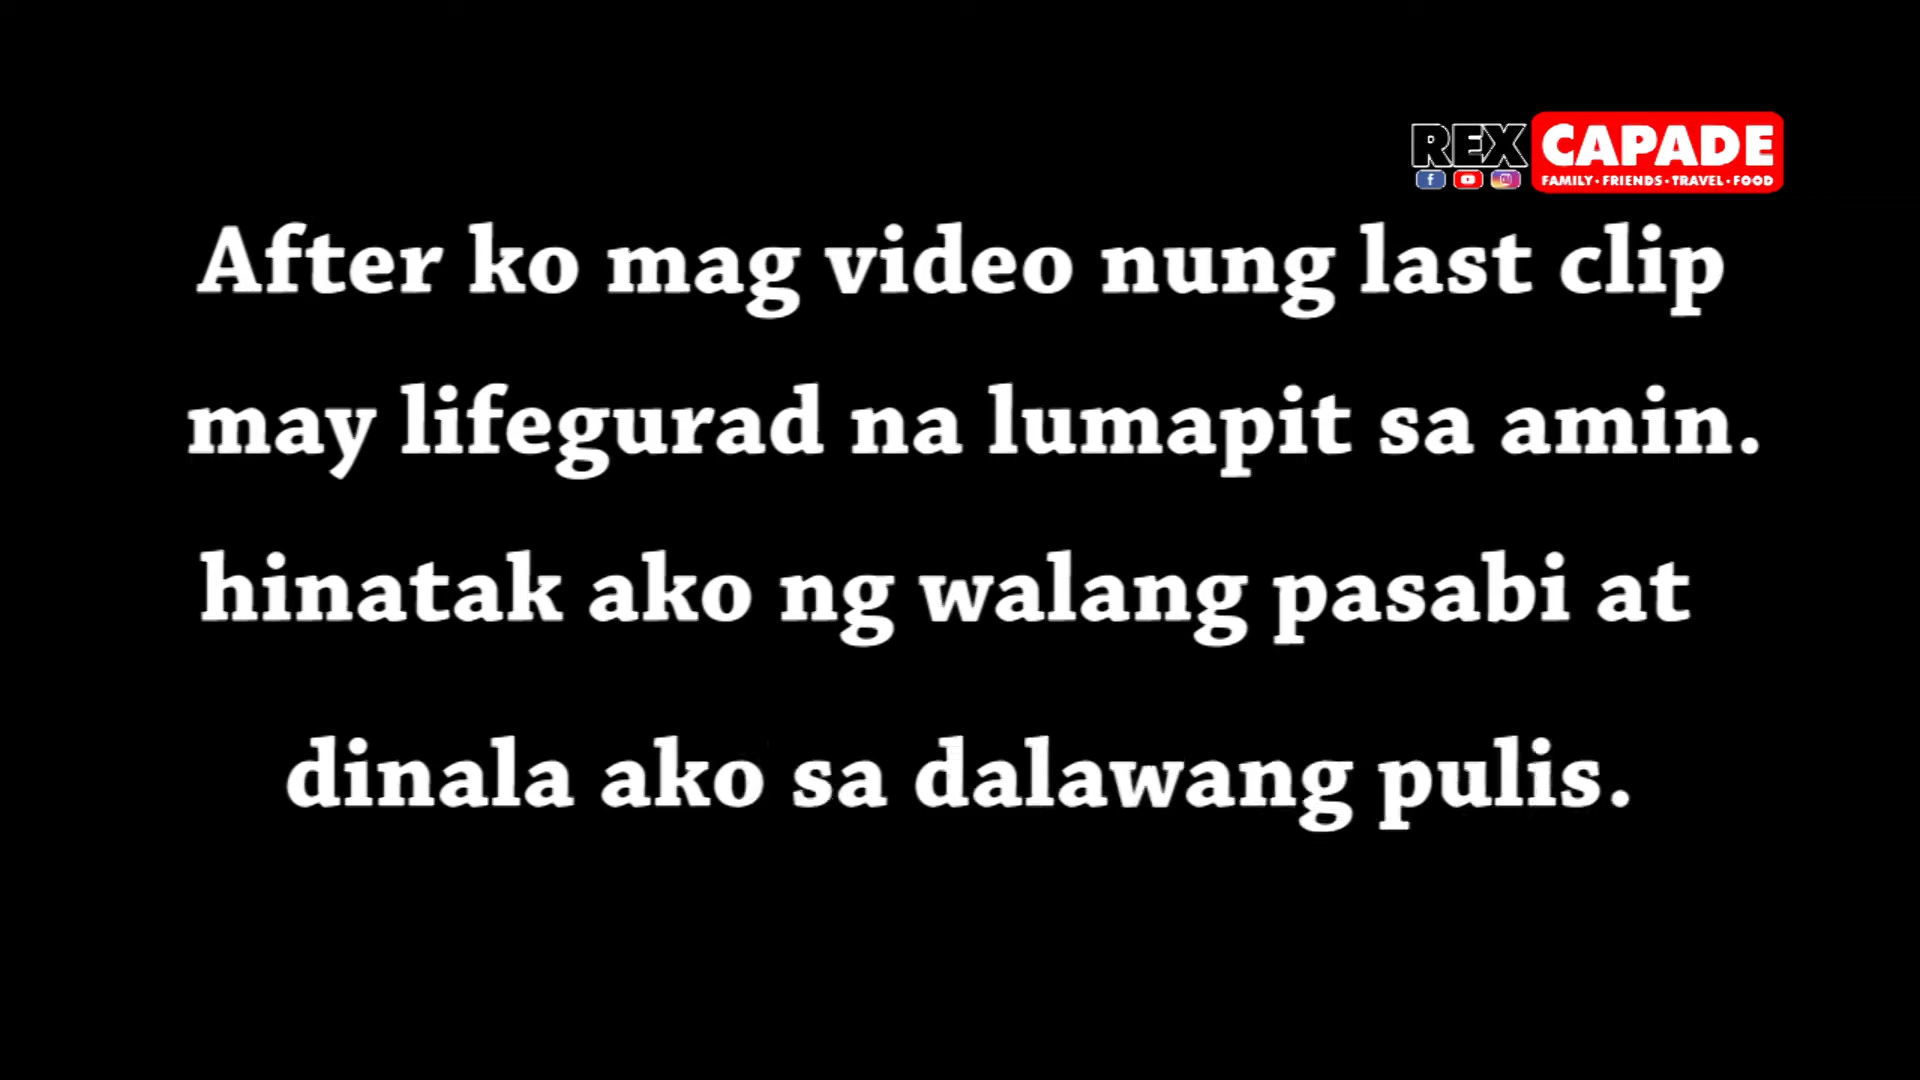 REX CAPADE
FAMILY · FRIENDS · TRAVEL · FOOD
After ko mag video nung last clip
may lifegurad na lumapit sa amin.
hinatak ako ng walang pasabi at
dinala ako sa dalawang pulis.